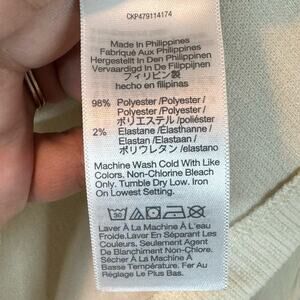 CKP479114174
Made In Philippines
Fabriqué Aux Philippines
Hergestellt In Den Philippinen
Vervaardigd In De Filippijnen
フィリピン製
hecho en filipinas
98% Polyester /Polyester /
Polyester /Polyester /
ポリエステル /poliéster
2% Elastane /Élasthanne /
Elastan /Elastaan /
ポリウレタン /elastano
Machine Wash Cold With Like
Colors. Non-Chlorine Bleach
Only. Tumble Dry Low. Iron
On Lowest Setting.
30
Laver À La Machine À L'eau
Froide.Laver En Séparant Les
Couleurs. Seulement Agent
De Blanchiment Non-Chlore.
Sécher À La Machine À
Basse Température. Fer Au
Réglage Le Plus Bas.